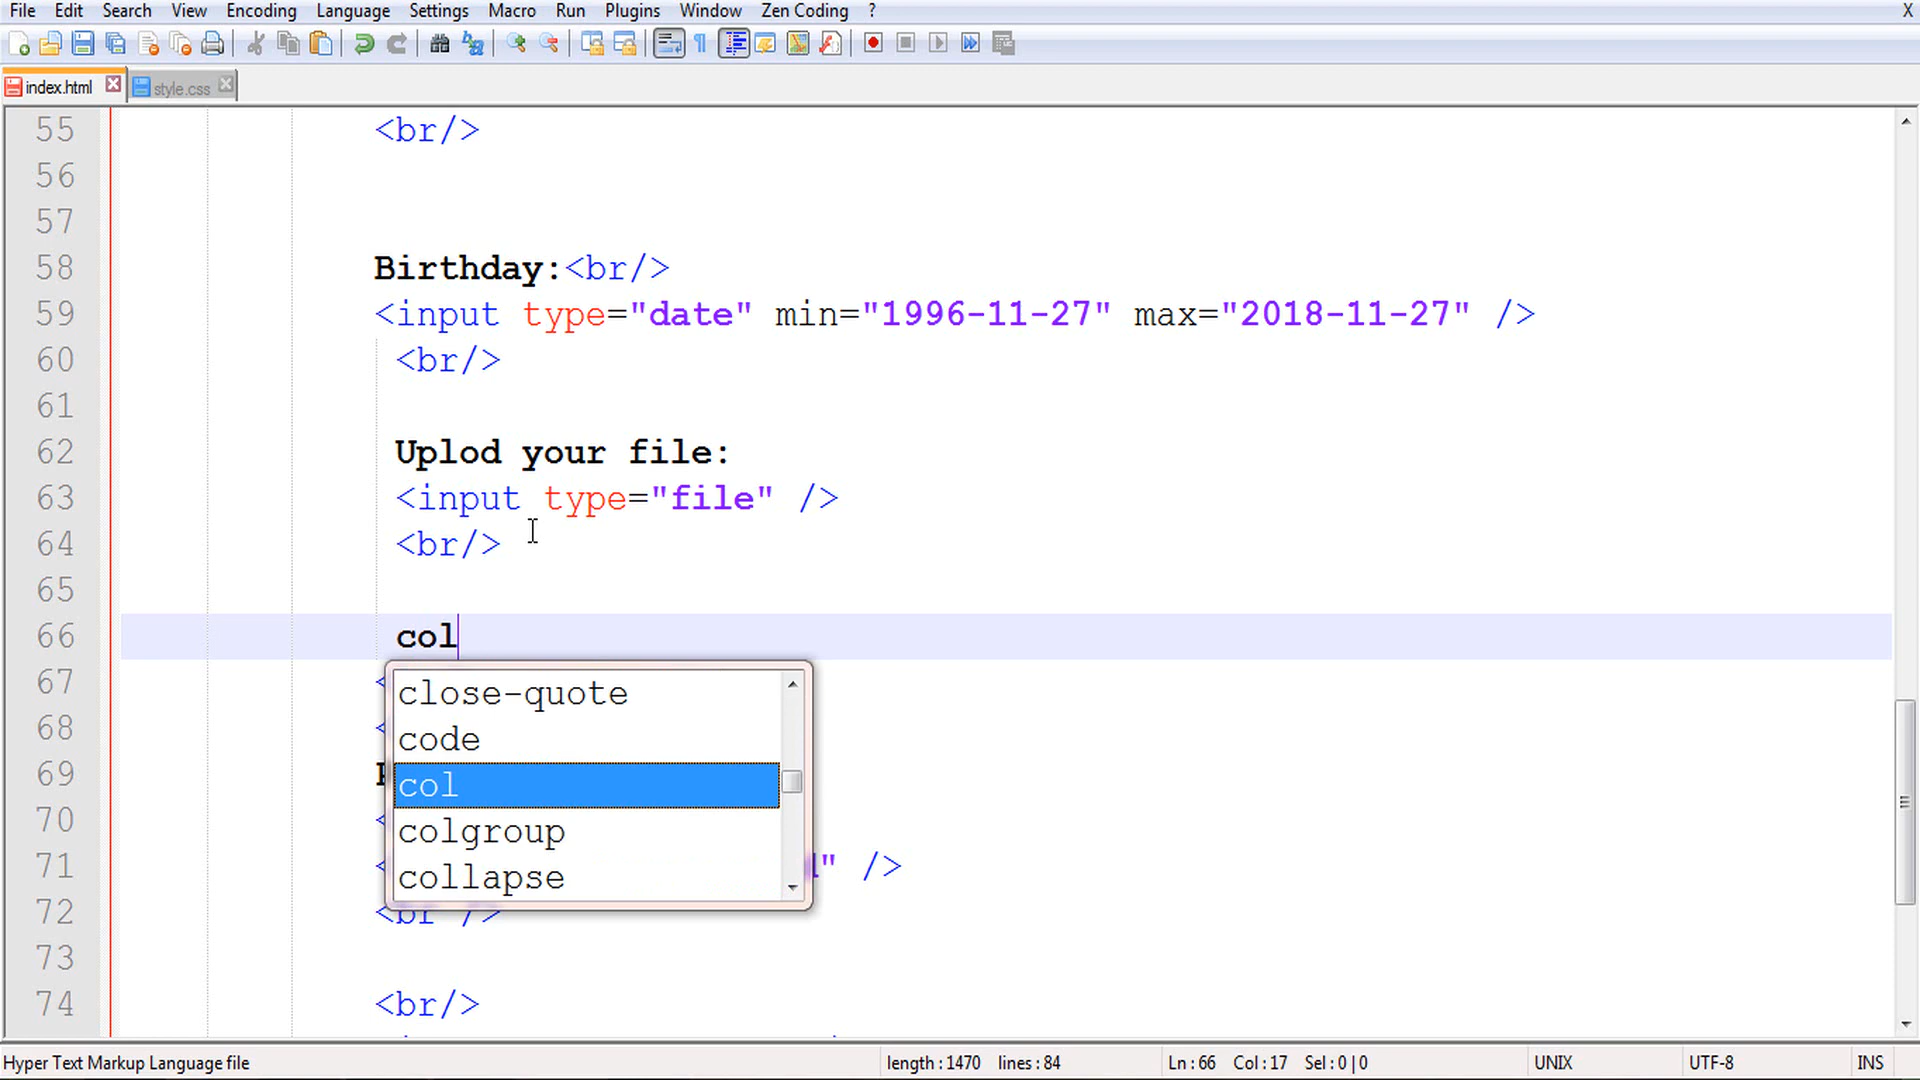 File Edit Search View Encoding Language Settings Macro Run Plugins Window Zen Coding ? X
index.html style.css
55 <br/>
56
57
58 Birthday:<br/>
59 <input type="date" min="1996-11-27" max="2018-11-27" />
60 <br/>
61
62 Uplod your file:
63 <input type="file" />
64 <br/>
65
66 col
67 <
close-quote
68 <
code
69
col
70 <
colgroup
71 < " />
collapse
72 <br />
73
74 <br/>
Hyper Text Markup Language file length : 1470 lines : 84 Ln : 66 Col : 17 Sel : 0 | 0 UNIX UTF-8 INS